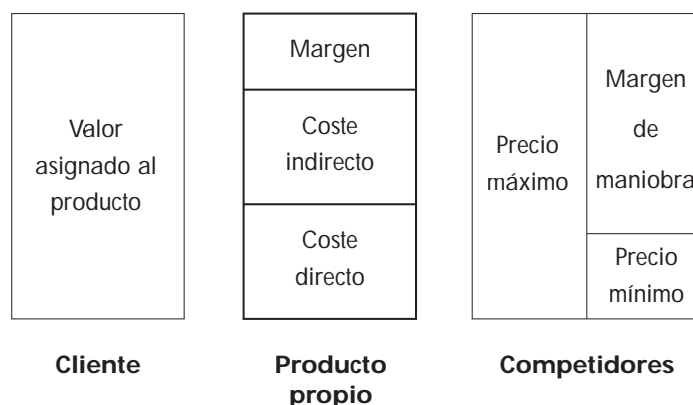 Valor
asignado al
producto
Margen
Coste
indirecto
Coste
directo
Precio
máximo
Margen
de
maniobra
Precio
mínimo
Cliente
Producto
propio
Competidores